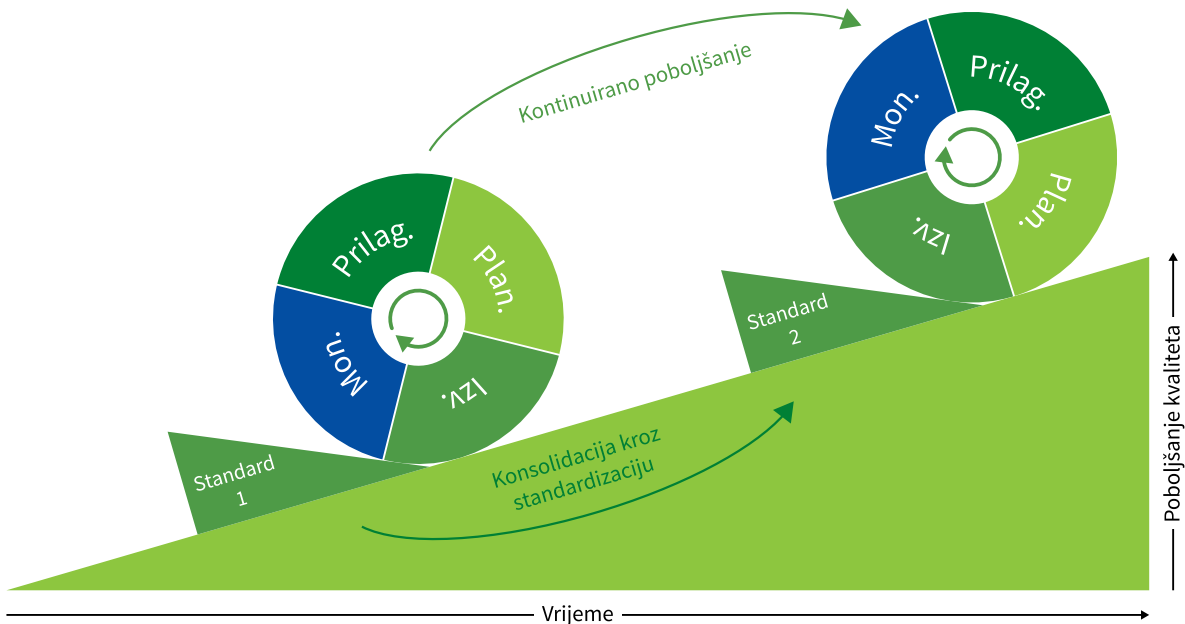 Kontinuirano poboljšanje
Prilag.
Plan.
Izv.
Mon.
Prilag.
Plan.
Izv.
Mon.
Standard
1
Standard
2
Konsolidacija kroz
standardizaciju
Poboljšanje kvaliteta
Vrijeme